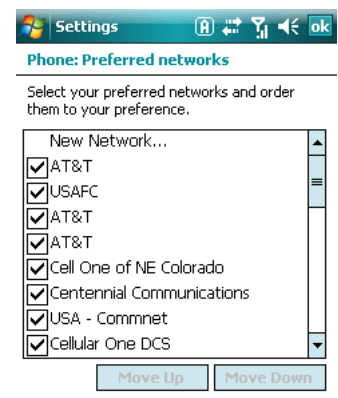 Settings
A
ok
Phone: Preferred networks
Select your preferred networks and order
them to your preference.
New Network...
AT&T
USAFC
AT&T
AT&T
Cell One of NE Colorado
Centennial Communications
USA - Commnet
Cellular One DCS
Move Up Move Down